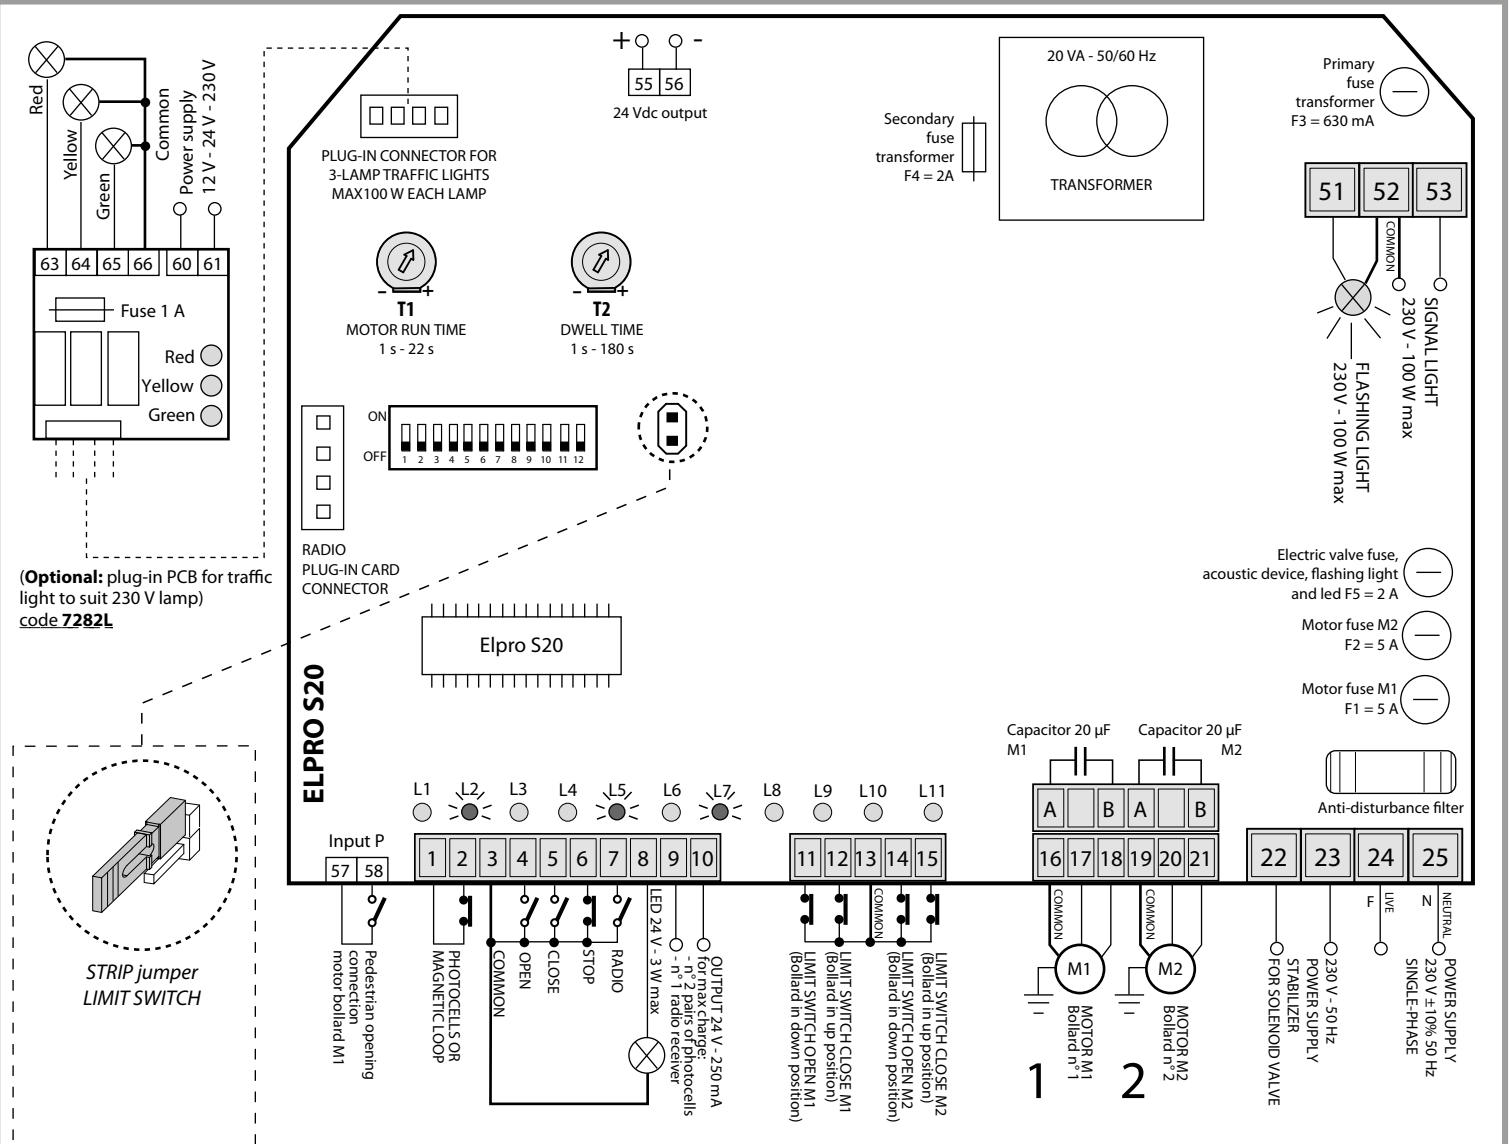 Red
Yellow
Green
Common
Power supply
12 V - 24 V - 230 V
63 64 65 66 60 61
Fuse 1 A
Red
Yellow
Green
(Optional: plug-in PCB for traffic
light to suit 230 V lamp)
code 7282L
+ -
55 56
24 Vdc output
PLUG-IN CONNECTOR FOR
3-LAMP TRAFFIC LIGHTS
MAX100 W EACH LAMP
- +
T1
MOTOR RUN TIME
1 s - 22 s
- +
T2
DWELL TIME
1 s - 180 s
20 VA - 50/60 Hz
TRANSFORMER
Secondary
fuse
transformer
F4 = 2A
Primary
fuse
transformer
F3 = 630 mA
51 52 53
COMMON
FLASHING LIGHT
230 V - 100 W max
SIGNAL LIGHT
230 V - 100 W max
ON
OFF
1 2 3 4 5 6 7 8 9 10 11 12
RADIO
PLUG-IN CARD
CONNECTOR
Elpro S20
ELPRO S20
Electric valve fuse,
acoustic device, flashing light
and led F5 = 2 A
Motor fuse M2
F2 = 5 A
Motor fuse M1
F1 = 5 A
Anti-disturbance filter
Capacitor 20 µF
M1
Capacitor 20 µF
M2
A B A B
STRIP jumper
LIMIT SWITCH
L1 L2 L3 L4 L5 L6 L7 L8 L9 L10 L11
Input P
57 58
1 2 3 4 5 6 7 8 9 10
11 12 13 14 15
16 17 18 19 20 21
22 23 24 25
Pedestrian opening
connection
motor bollard M1
PHOTOCELLS OR
MAGNETIC LOOP
COMMON
OPEN
CLOSE
STOP
RADIO
LED 24 V - 3 W max
OUTPUT 24 V - 250 mA
for max charge:
- n° 2 pairs of photocells
- n° 1 radio receiver
LIMIT SWITCH OPEN M1
(Bollard in down position)
LIMIT SWITCH CLOSE M1
(Bollard in up position)
COMMON
LIMIT SWITCH OPEN M2
(Bollard in down position)
LIMIT SWITCH CLOSE M2
(Bollard in up position)
COMMON
M1
MOTOR M1
Bollard n°1
1
COMMON
M2
MOTOR M2
Bollard n°2
2
FOR SOLENOID VALVE
230 V - 50 Hz
POWER SUPPLY
STABILIZER
F
LIVE
N
NEUTRAL
POWER SUPPLY
230 V ±10% 50 Hz
SINGLE-PHASE